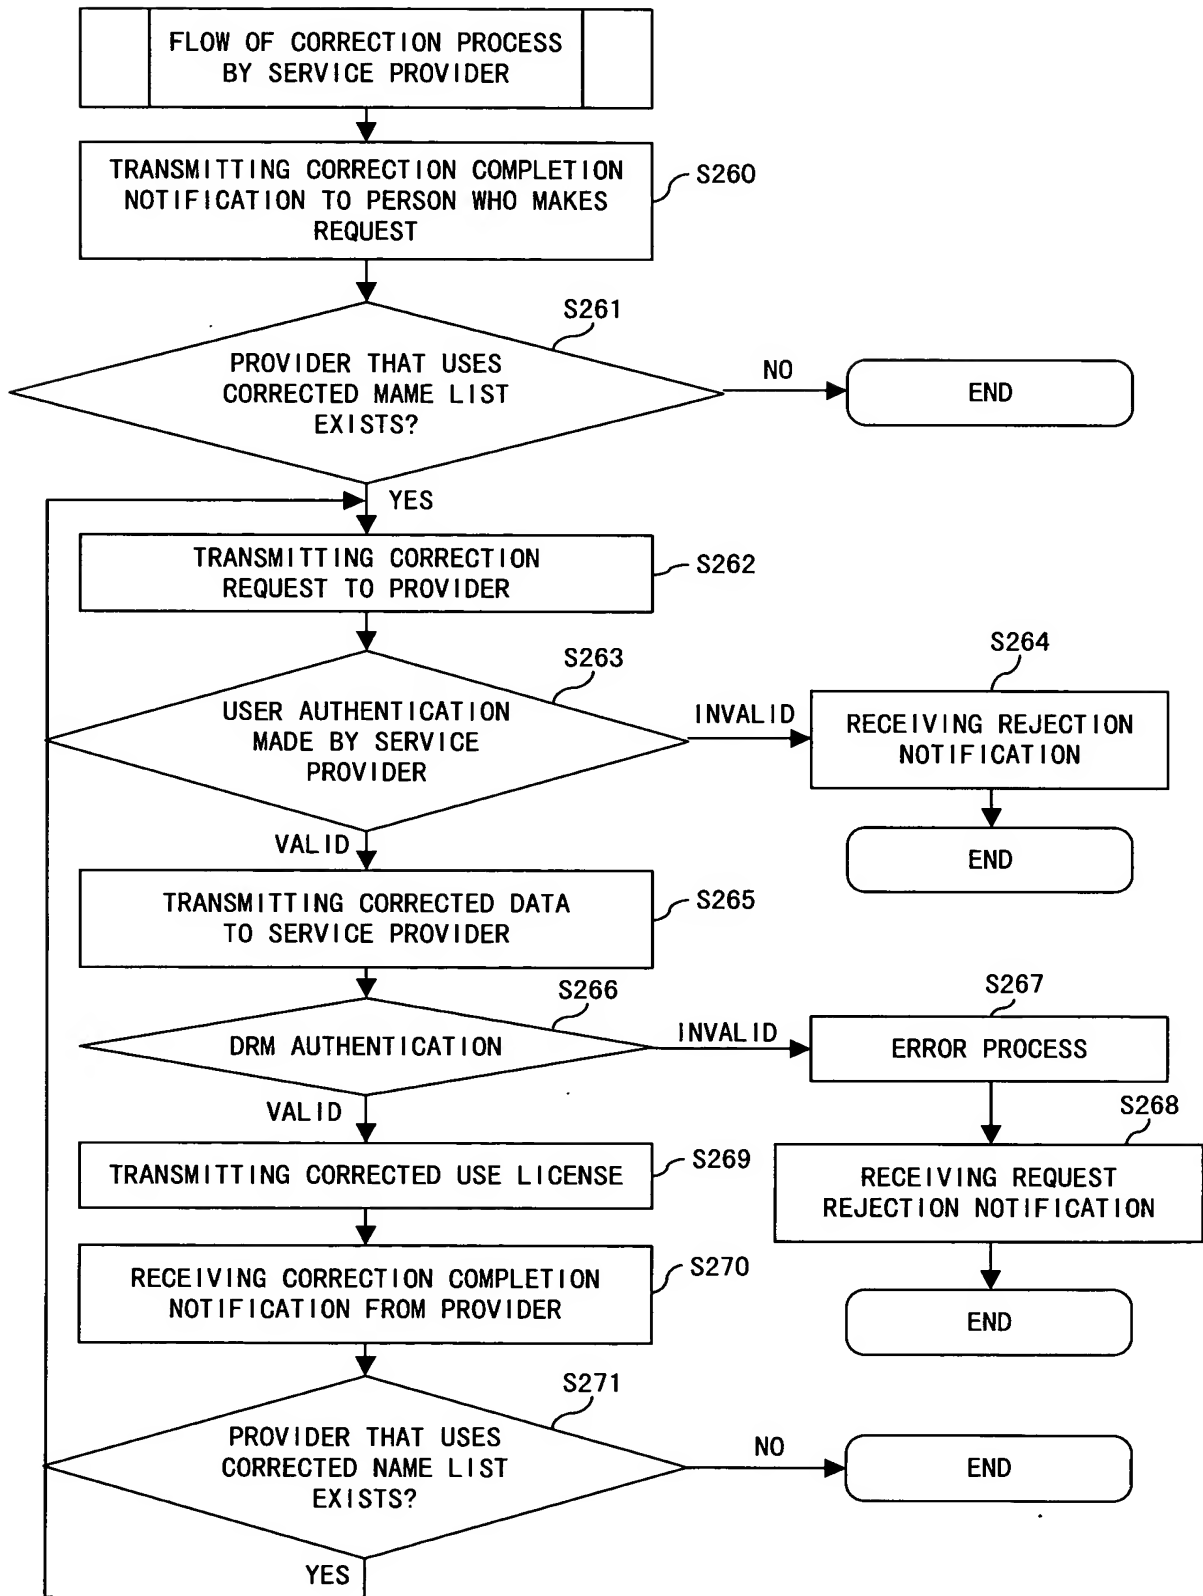 FLOW OF CORRECTION PROCESS
BY SERVICE PROVIDER
TRANSMITTING CORRECTION COMPLETION
NOTIFICATION TO PERSON WHO MAKES
REQUEST
S260
S261
PROVIDER THAT USES
CORRECTED MAME LIST
EXISTS?
NO
END
YES
TRANSMITTING CORRECTION
REQUEST TO PROVIDER
S262
S263
USER AUTHENTICATION
MADE BY SERVICE
PROVIDER
INVALID
S264
RECEIVING REJECTION
NOTIFICATION
END
VALID
TRANSMITTING CORRECTED DATA
TO SERVICE PROVIDER
S265
S266
DRM AUTHENTICATION
INVALID
S267
ERROR PROCESS
S268
RECEIVING REQUEST
REJECTION NOTIFICATION
END
VALID
TRANSMITTING CORRECTED USE LICENSE
S269
RECEIVING CORRECTION COMPLETION
NOTIFICATION FROM PROVIDER
S270
S271
PROVIDER THAT USES
CORRECTED NAME LIST
EXISTS?
NO
END
YES